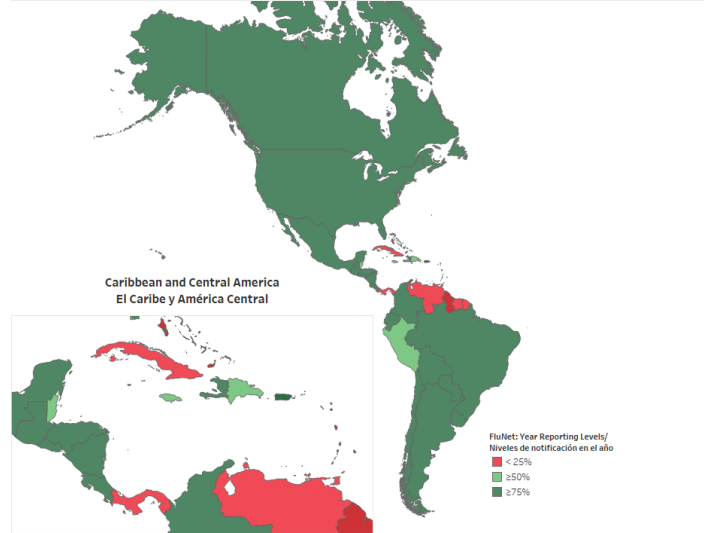 Caribbean and Central America
El Caribe y América Central
FluNet: Year Reporting Levels/
Niveles de notificación en el año
< 25%
≥50%
≥75%